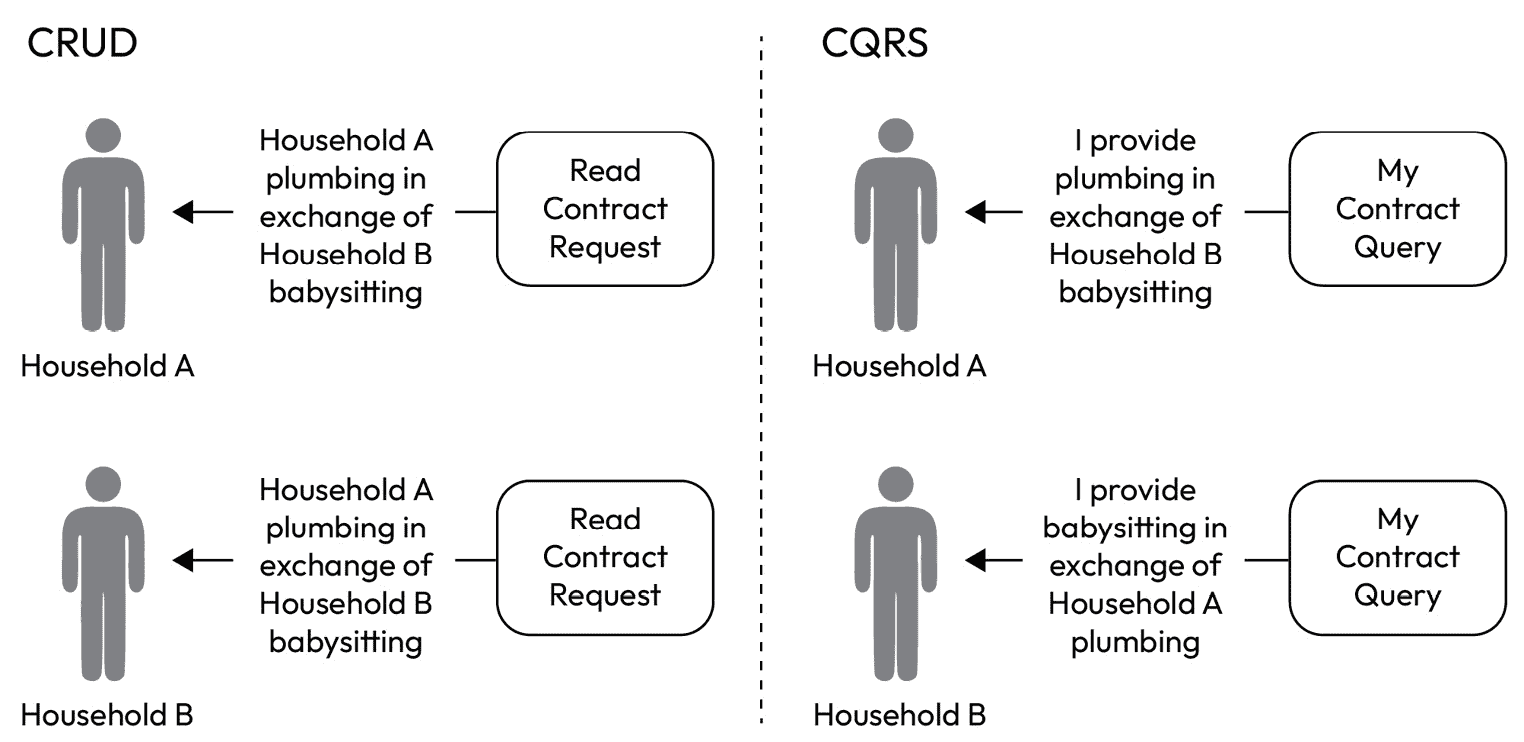 CRUD
Household A
plumbing in
exchange of
Household B
babysitting
Read
Contract
Request
Household A
Household A
plumbing in
exchange of
Household B
babysitting
Read
Contract
Request
Household B
CQRS
I provide
plumbing in
exchange of
Household B
babysitting
My
Contract
Query
Household A
I provide
babysitting in
exchange of
Household A
plumbing
My
Contract
Query
Household B